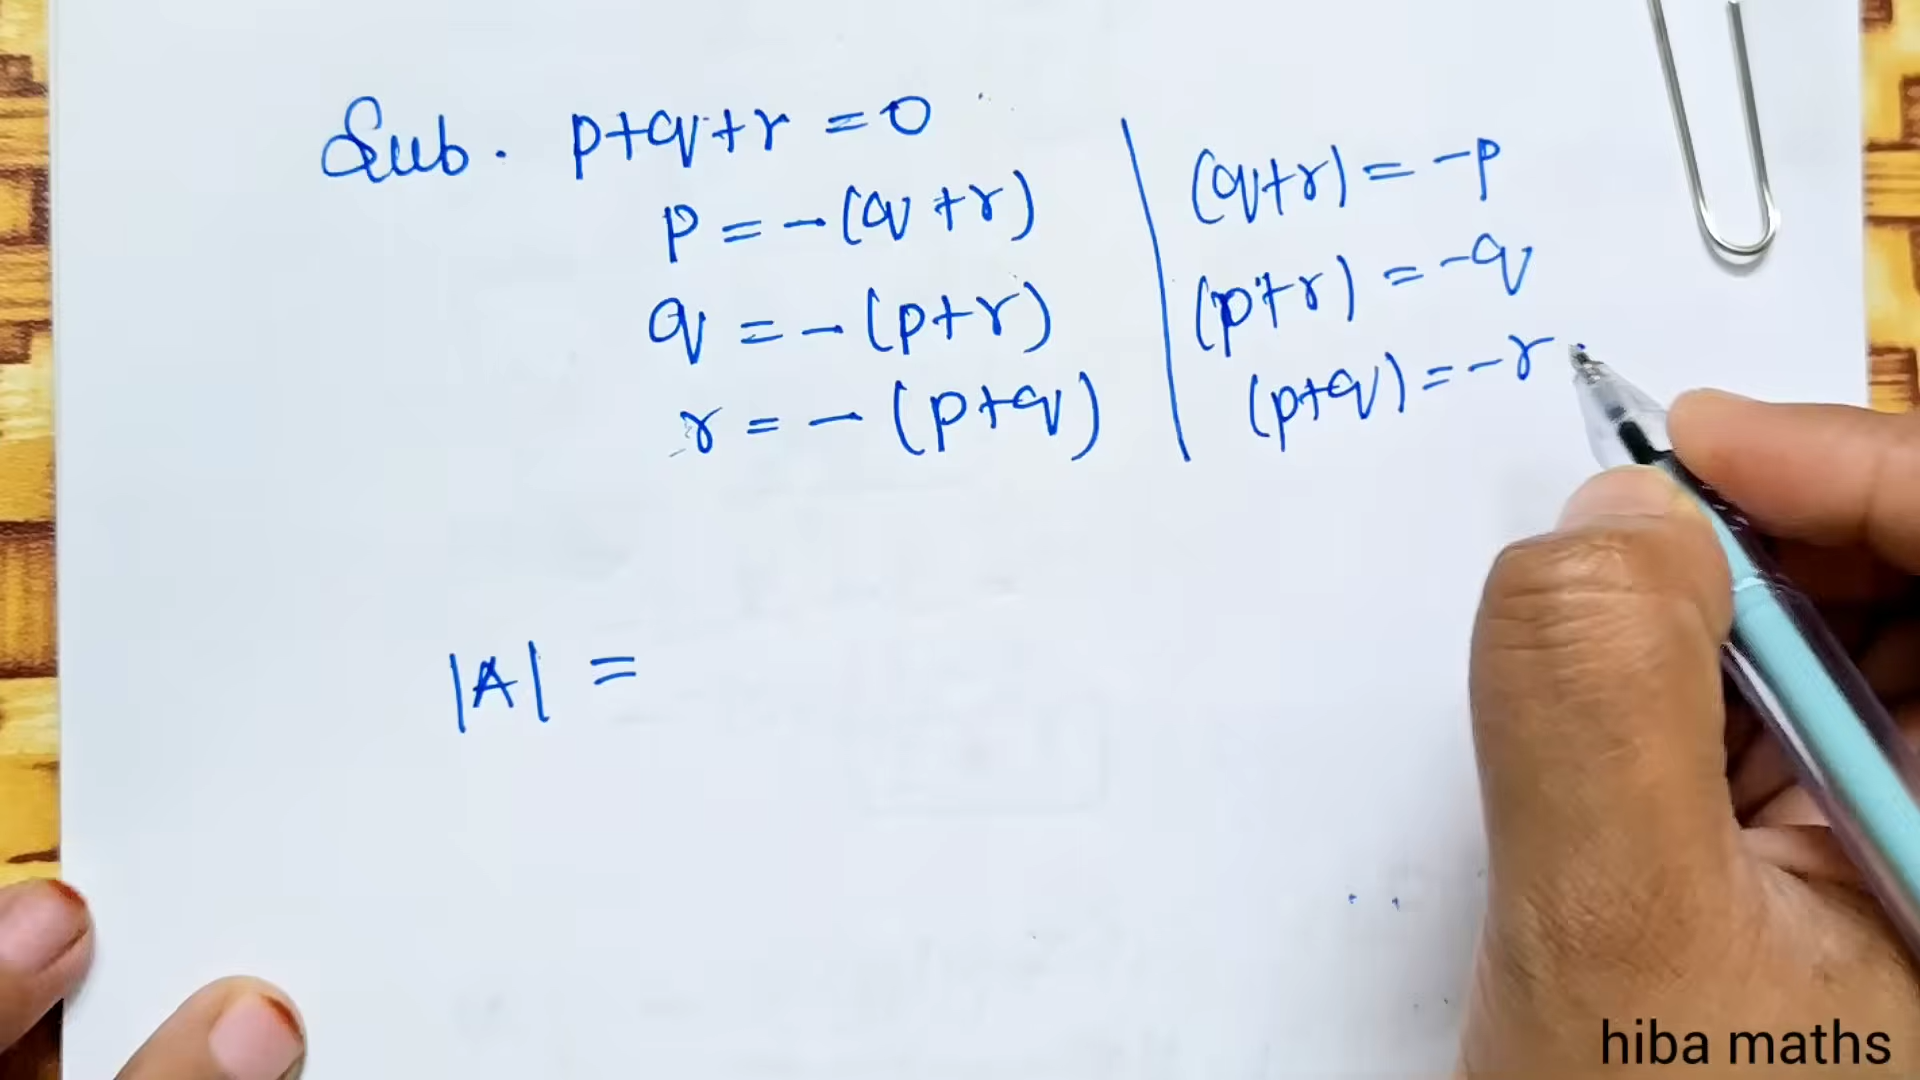 Sub. p+q+r = 0
p = -(q+r)
q = -(p+r)
r = -(p+q)
(q+r) = -p
(p+r) = -q
(p+q) = -r
|A| =
hiba maths